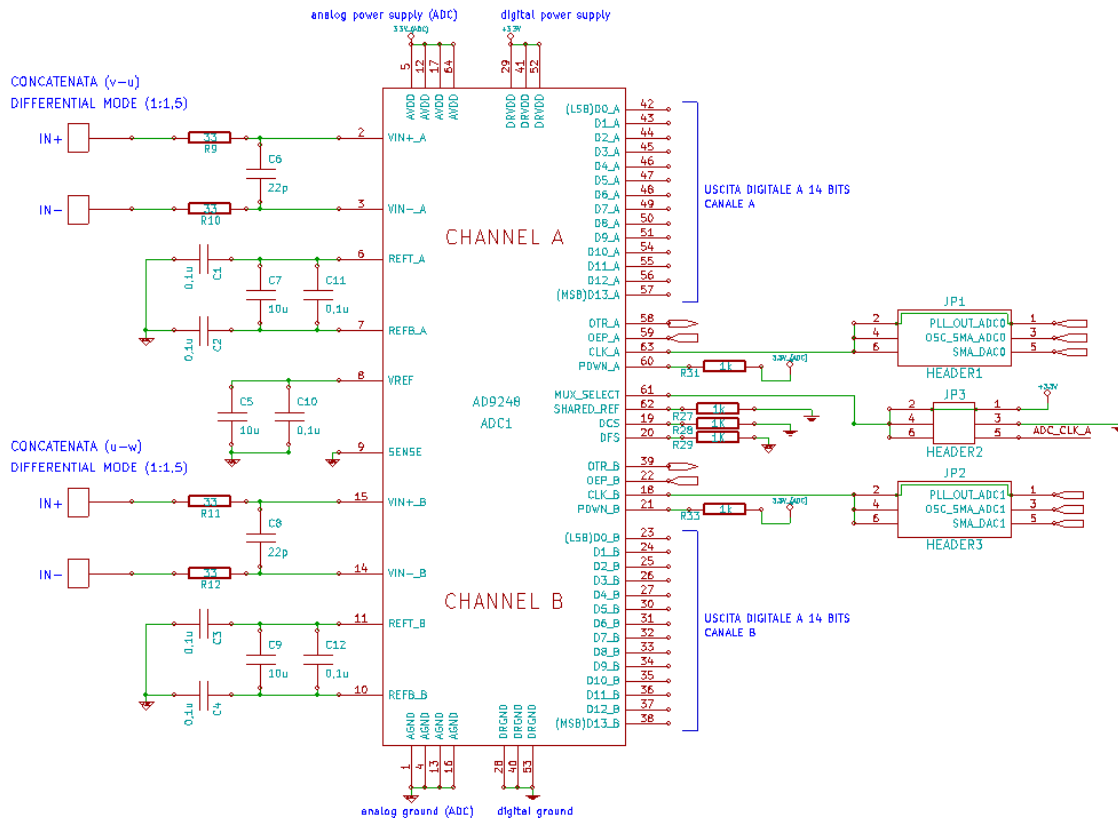 analog power supply (ADC)
digital power supply
3.3V (ADC)
+3.3V
5 12 17 64
29 41 52
AVDD AVDD AVDD AVDD
DRVDD DRVDD DRVDD
CONCATENATA (v-u)
DIFFERENTIAL MODE (1:1,5)
IN+
33
R9
2
VIN+_A
C6
22p
IN-
33
R10
3
VIN-_A
CHANNEL A
0,1u
C1
6
REFT_A
C7
10u
C11
0,1u
0,1u
C2
7
REFB_A
8
VREF
C5
10u
C10
0,1u
9
SENSE
AD9248
ADC1
CONCATENATA (u-w)
DIFFERENTIAL MODE (1:1,5)
IN+
33
R11
15
VIN+_B
C8
22p
IN-
33
R12
14
VIN-_B
CHANNEL B
0,1u
C3
11
REFT_B
C9
10u
C12
0,1u
0,1u
C4
10
REFB_B
(LSB)D0_A 42
D1_A 43
D2_A 44
D3_A 45
D4_A 46
D5_A 47
D6_A 48
D7_A 49
D8_A 50
D9_A 51
D10_A 54
D11_A 55
D12_A 56
(MSB)D13_A 57
USCITA DIGITALE A 14 BITS
CANALE A
OTR_A 58
OEP_A 59
CLK_A 63
PDWN_A 60
R31
1k
3.3V (ADC)
MUX_SELECT 61
SHARED_REF 62
R27
1k
DCS 19
R28
1k
DFS 20
R29
1k
OTR_B 39
OEP_B 22
CLK_B 18
PDWN_B 21
R33
1k
3.3V (ADC)
JP1
2 PLL_OUT_ADC0 1
4 OSC_SMA_ADC0 3
6 SMA_DAC0 5
HEADER1
JP3
+3.3V
2 1
4 3
6 5
ADC_CLK_A
HEADER2
JP2
2 PLL_OUT_ADC1 1
4 OSC_SMA_ADC1 3
6 SMA_DAC1 5
HEADER3
(LSB)D0_B 23
D1_B 24
D2_B 25
D3_B 26
D4_B 27
D5_B 30
D6_B 31
D7_B 32
D8_B 33
D9_B 34
D10_B 35
D11_B 36
D12_B 37
(MSB)D13_B 38
USCITA DIGITALE A 14 BITS
CANALE B
AGND AGND AGND AGND
DRGND DRGND DRGND
1 4 13 16
28 40 53
analog ground (ADC)
digital ground